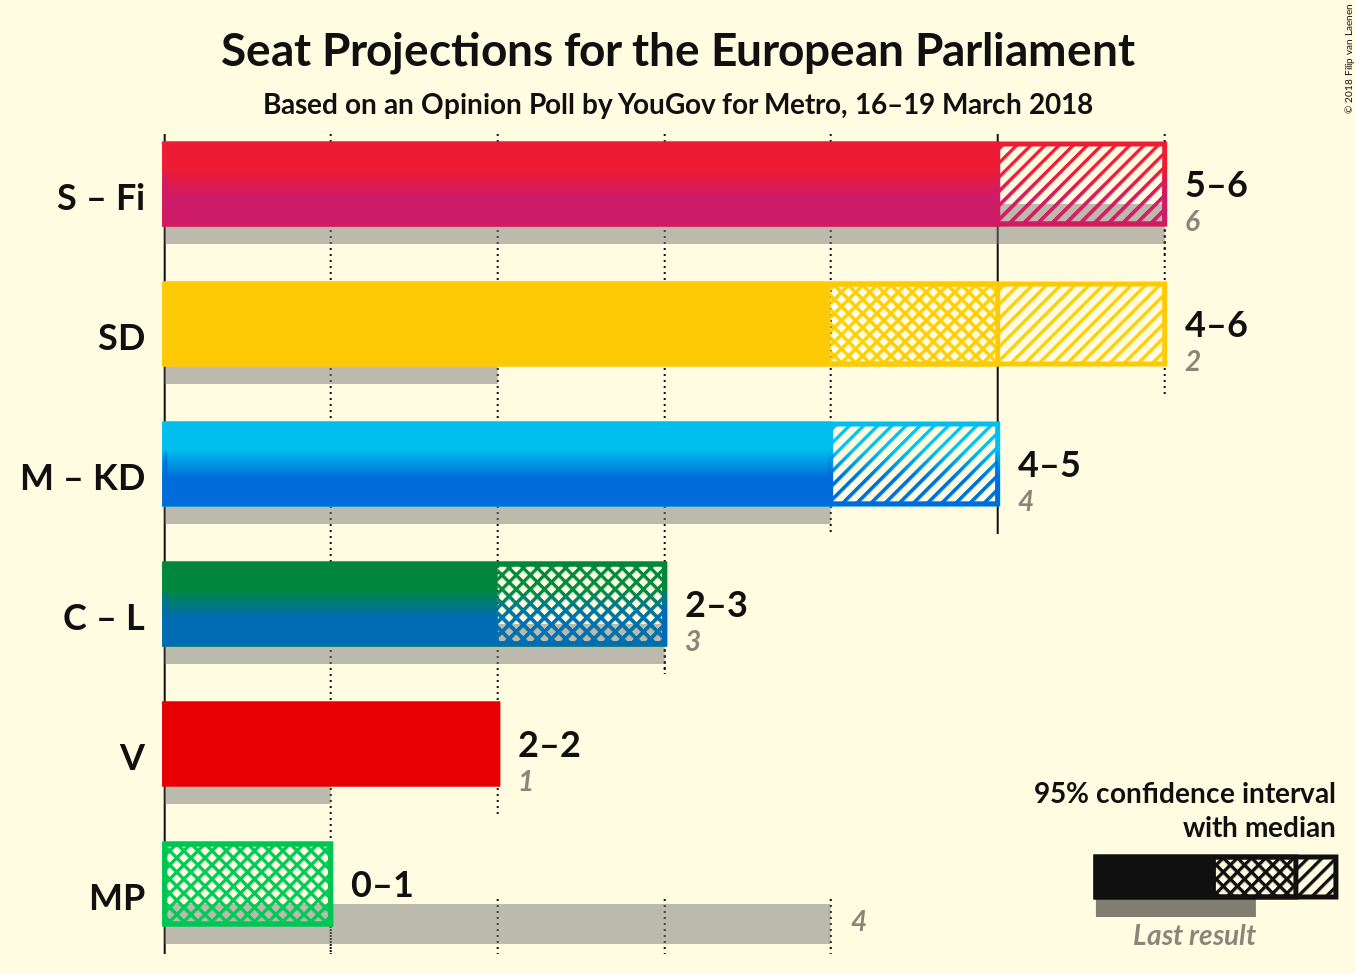 Seat Projections for the European Parliament
Based on an Opinion Poll by YouGov for Metro, 16–19 March 2018
© 2018 Filip van Laenen
S – Fi
5–6
6
SD
4–6
2
M – KD
4–5
4
C – L
2–3
3
V
2–2
1
MP
0–1
4
95% confidence interval
with median
Last result